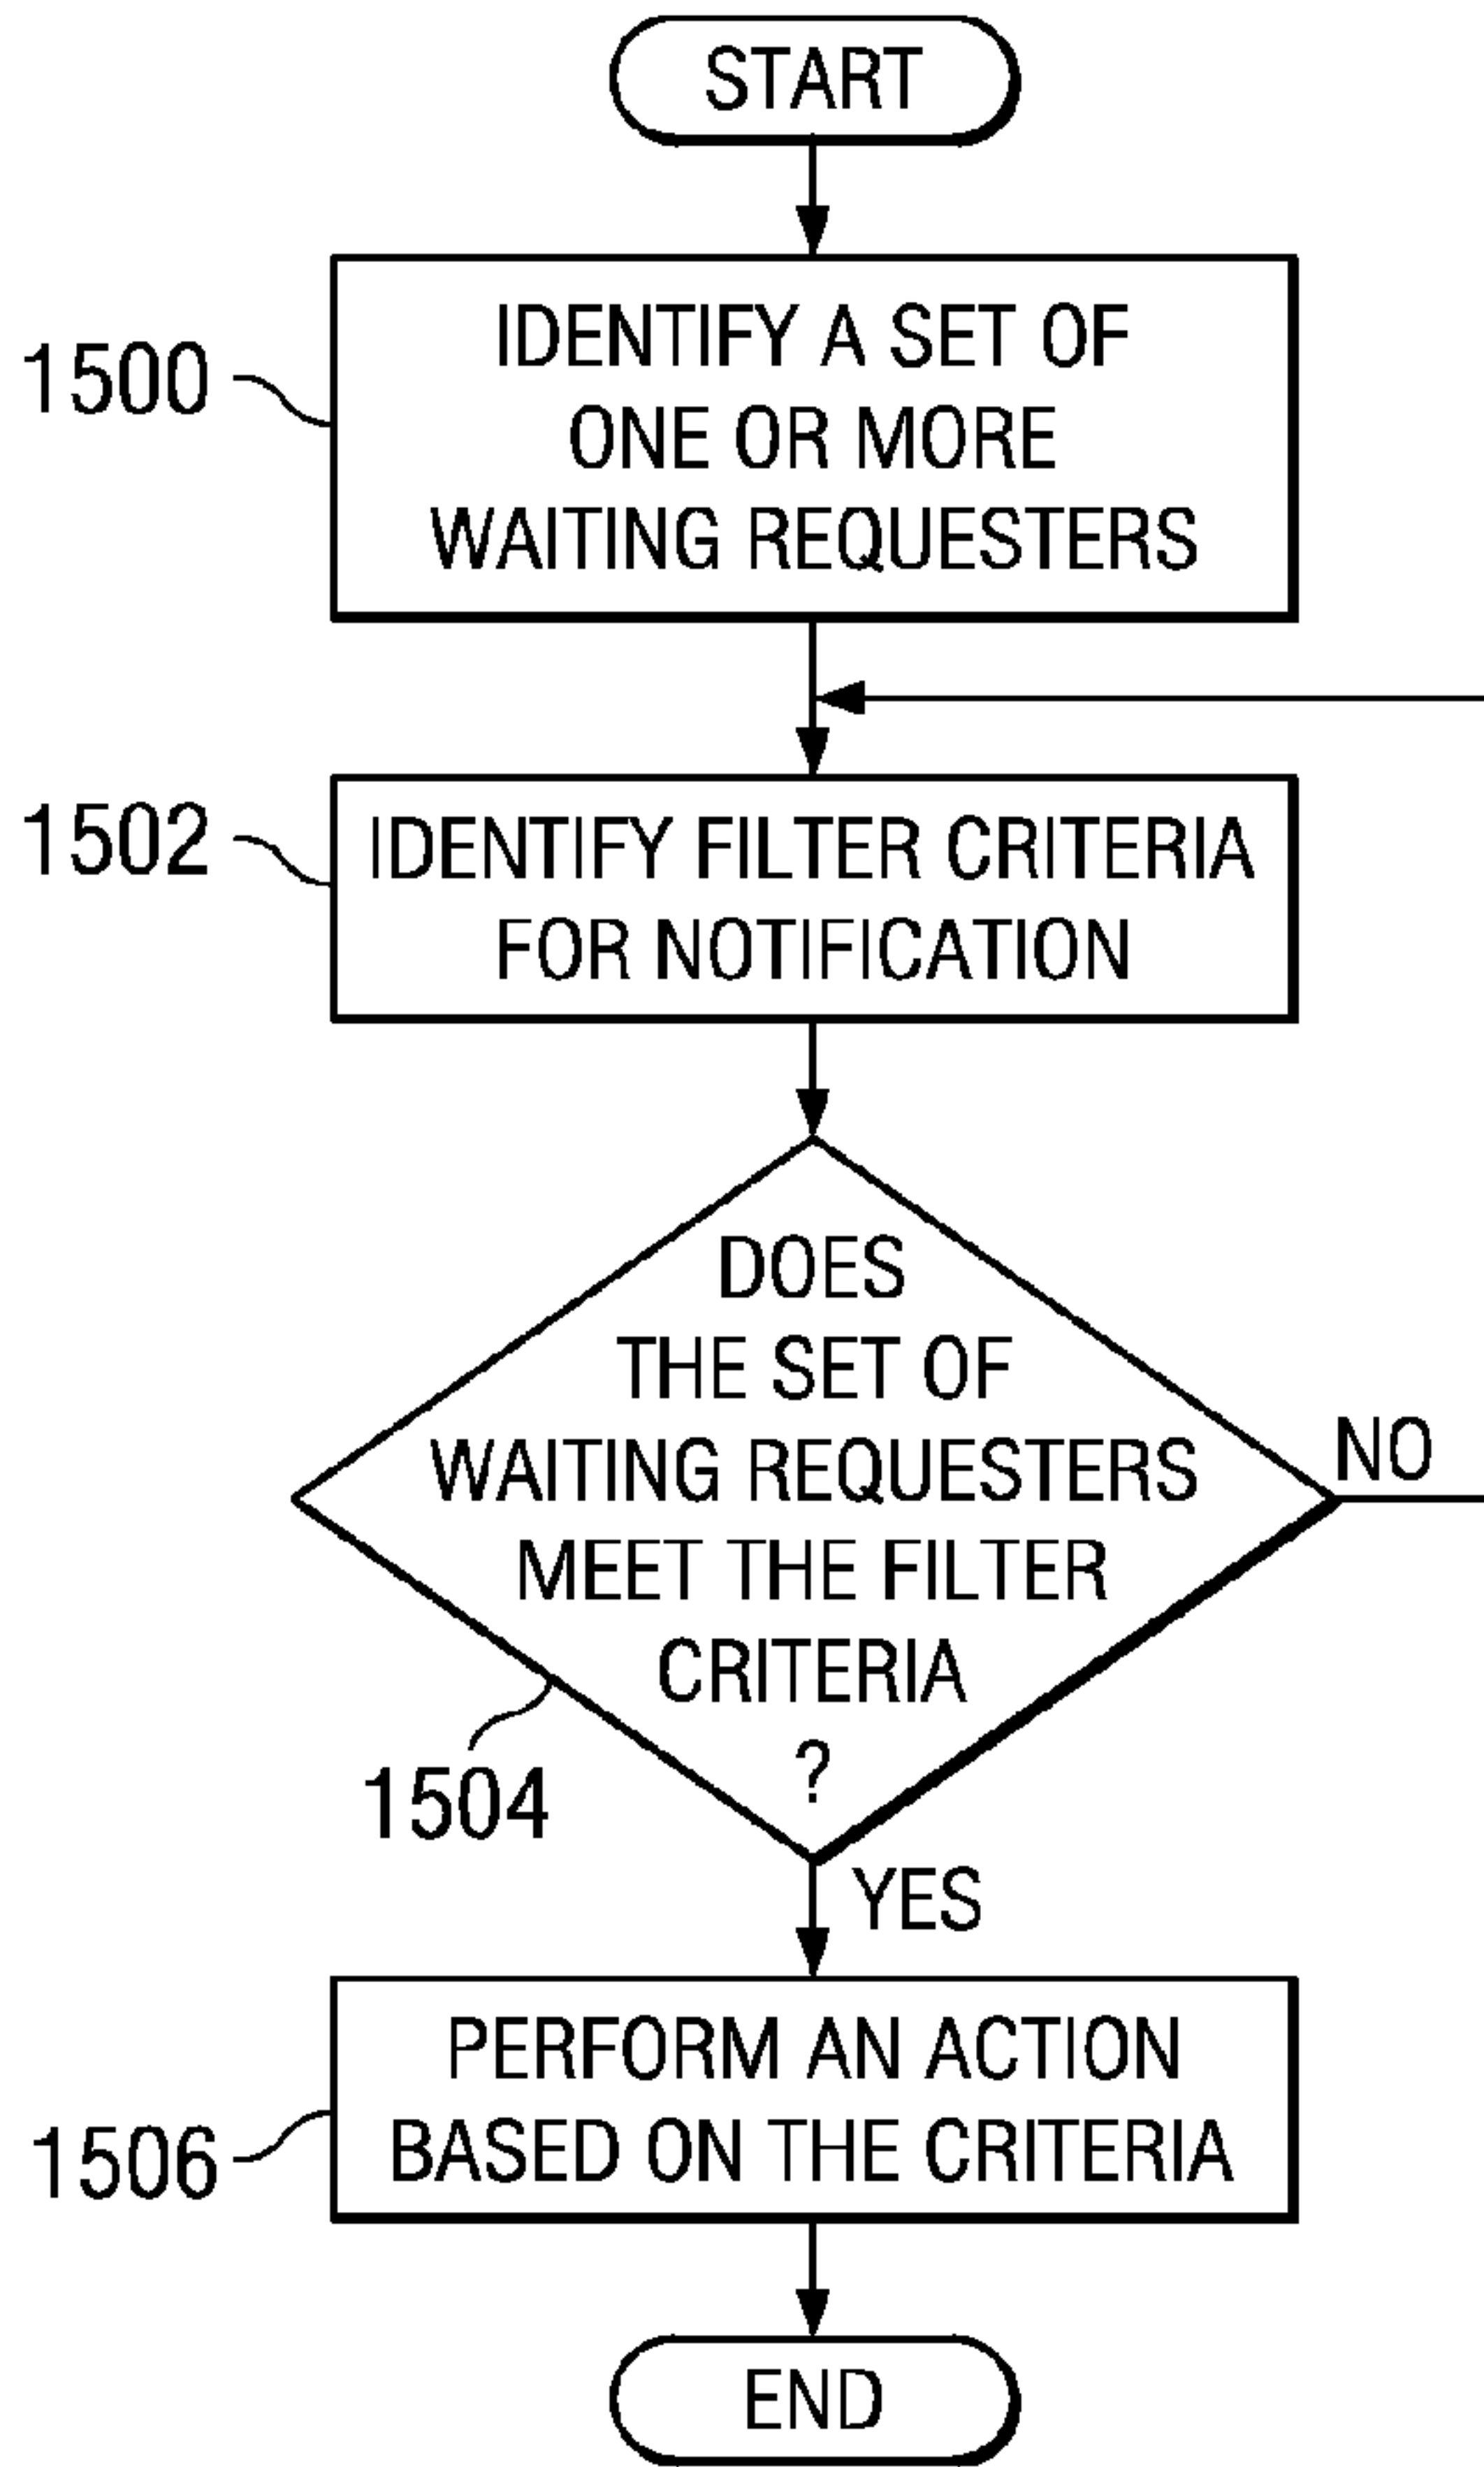 START
1500
IDENTIFY A SET OF
ONE OR MORE
WAITING REQUESTERS
1502
IDENTIFY FILTER CRITERIA
FOR NOTIFICATION
DOES
THE SET OF
WAITING REQUESTERS
MEET THE FILTER
CRITERIA
?
NO
1504
YES
PERFORM AN ACTION
BASED ON THE CRITERIA
1506
END